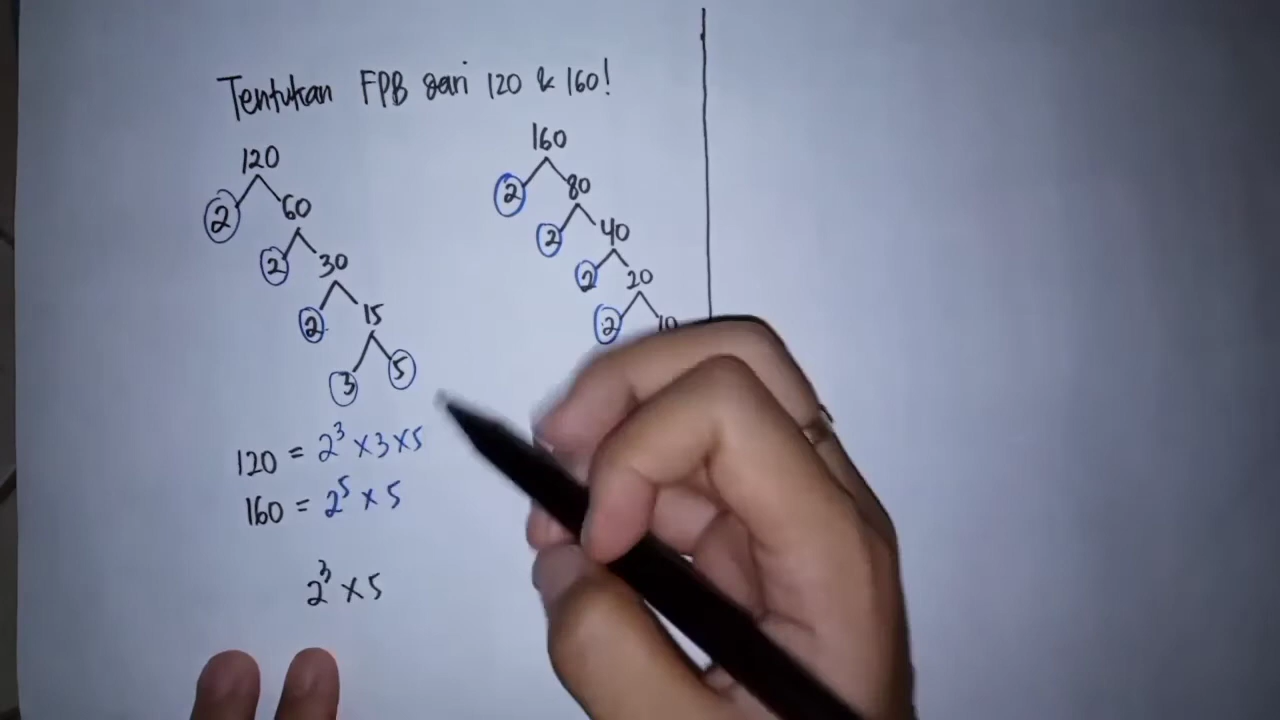 Tentukan FPB dari 120 & 160!
120
2 60
2 30
2 15
3 5
160
2 80
2 40
2 20
2 10
120 = 2³ × 3 × 5
160 = 2⁵ × 5
2³ × 5